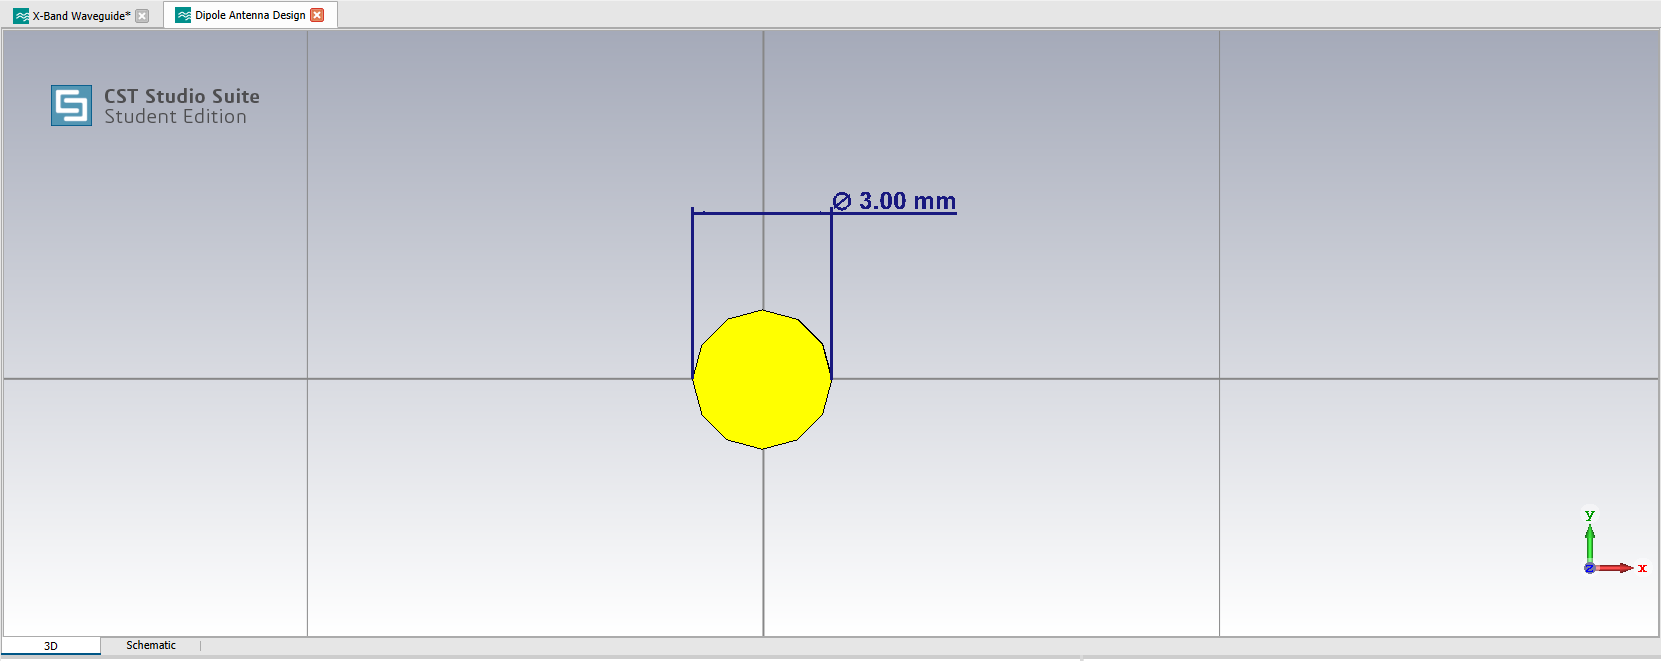 X-Band Waveguide*
Dipole Antenna Design
CST Studio Suite
Student Edition
∅ 3.00 mm
y
z
x
3D
Schematic